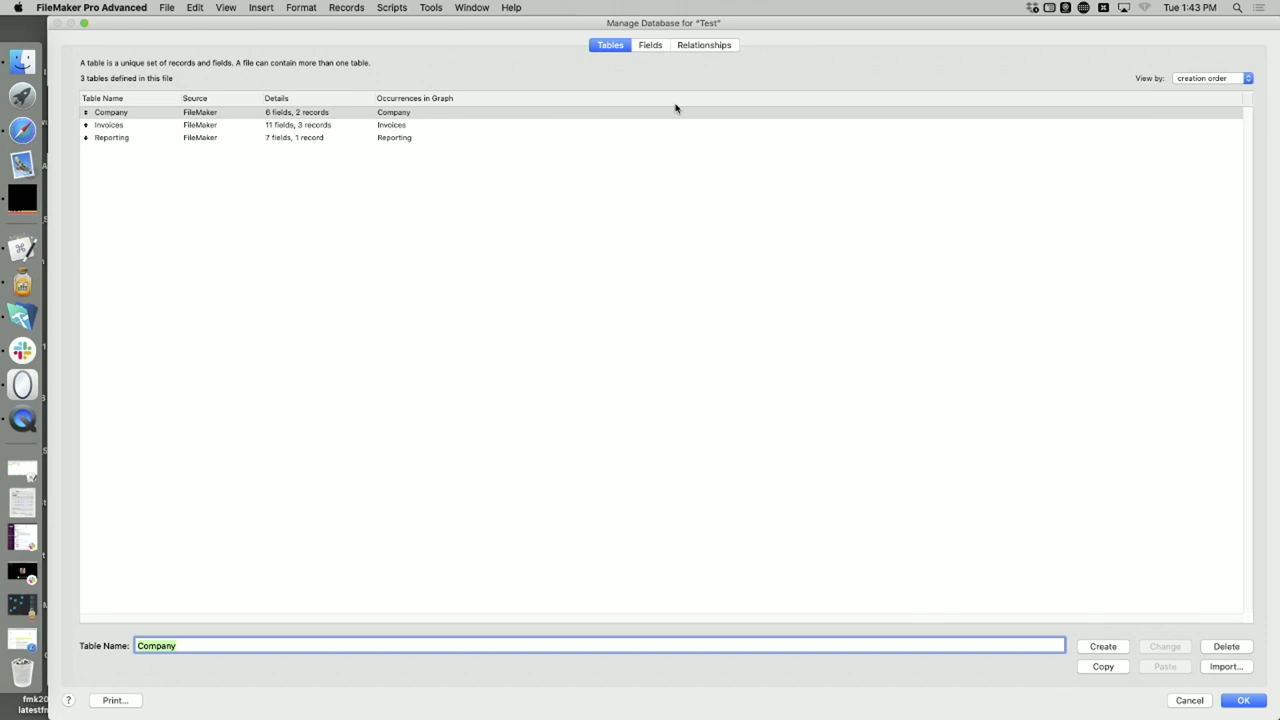 FileMaker Pro Advanced File Edit View Insert Format Records Scripts Tools Window Help Tue 1:43 PM
Manage Database for “Test”
Tables Fields Relationships
A table is a unique set of records and fields. A file can contain more than one table.
3 tables defined in this file
View by: creation order
Table Name Source Details Occurrences in Graph
Company FileMaker 6 fields, 2 records Company
Invoices FileMaker 11 fields, 3 records Invoices
Reporting FileMaker 7 fields, 1 record Reporting
Table Name: Company
Create Change Delete
Copy Paste Import...
? Print... Cancel OK
fmk20
latestfm